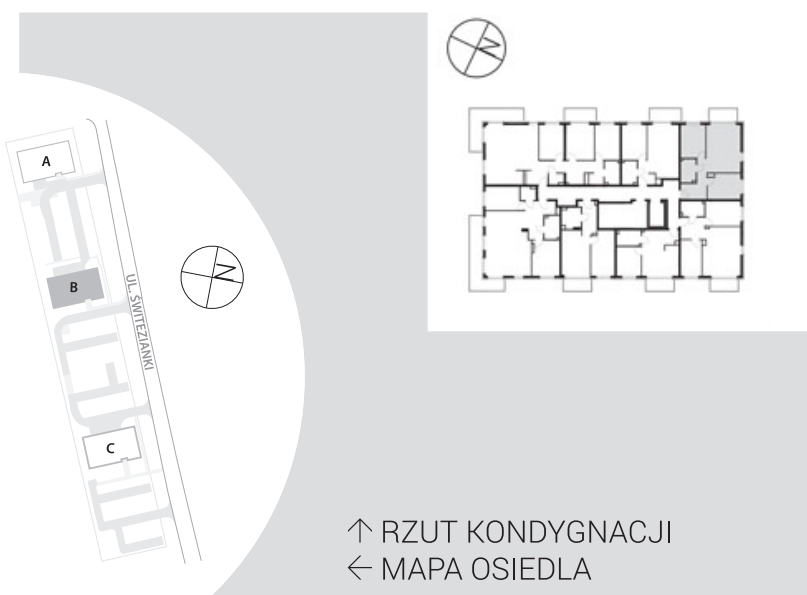 N
A
B
UL. ŚWITEZIANKI
N
C
↑ RZUT KONDYGNACJI
← MAPA OSIEDLA